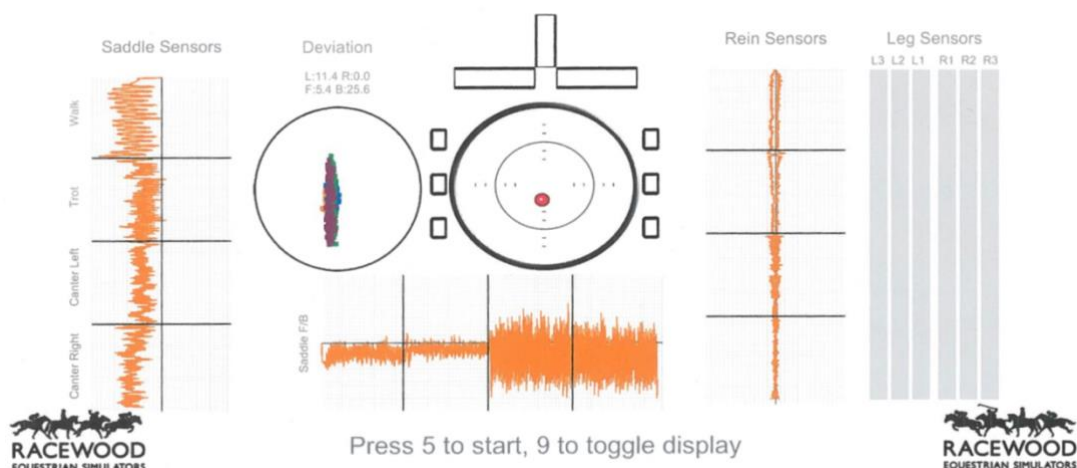 Saddle Sensors
Deviation
Rein Sensors
Leg Sensors
L:11.4 R:0.0
F:5.4 B:25.6
L3 L2 L1 R1 R2 R3
Walk
Trot
Canter Left
Canter Right
Saddle F/B
Press 5 to start, 9 to toggle display
RACEWOOD
EQUESTRIAN SIMULATORS
RACEWOOD
EQUESTRIAN SIMULATORS